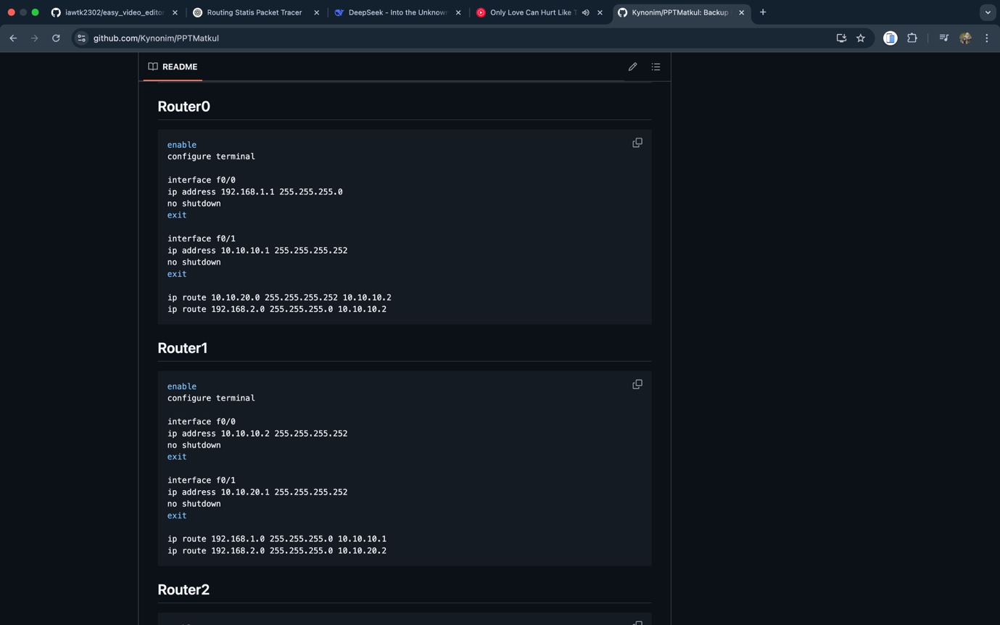 iawtk2302/easy_video_editor
Routing Statis Packet Tracer
DeepSeek - Into the Unknown
Only Love Can Hurt Like
Kynonim/PPTMatkul: Backup
github.com/Kynonim/PPTMatkul
README
Router0
enable
configure terminal
interface f0/0
ip address 192.168.1.1 255.255.255.0
no shutdown
exit
interface f0/1
ip address 10.10.10.1 255.255.255.252
no shutdown
exit
ip route 10.10.20.0 255.255.255.252 10.10.10.2
ip route 192.168.2.0 255.255.255.0 10.10.10.2
Router1
enable
configure terminal
interface f0/0
ip address 10.10.10.2 255.255.255.252
no shutdown
exit
interface f0/1
ip address 10.10.20.1 255.255.255.252
no shutdown
exit
ip route 192.168.1.0 255.255.255.0 10.10.10.1
ip route 192.168.2.0 255.255.255.0 10.10.20.2
Router2